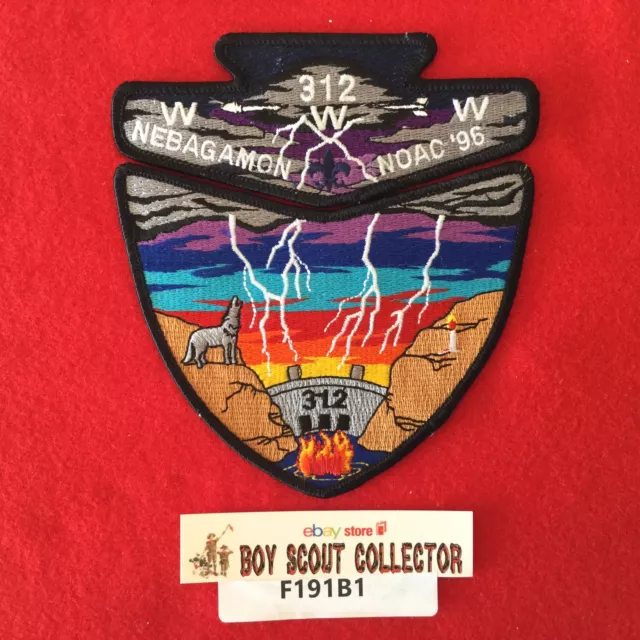 312
W W W
NEBAGAMON NOAC '96
312
ebay store
BOY SCOUT COLLECTOR
F191B1